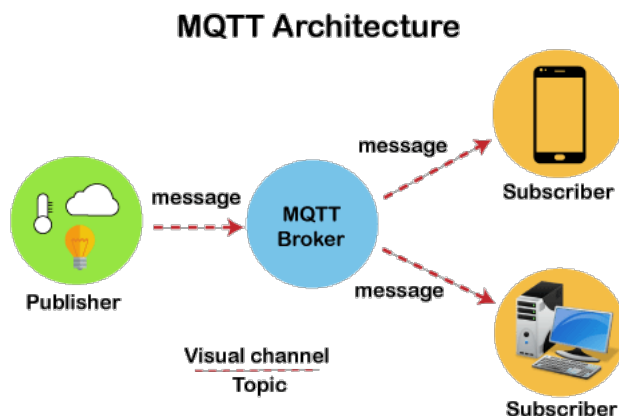 MQTT Architecture
message
Subscriber
message
MQTT
Broker
Publisher
message
Visual channel
Topic
Subscriber